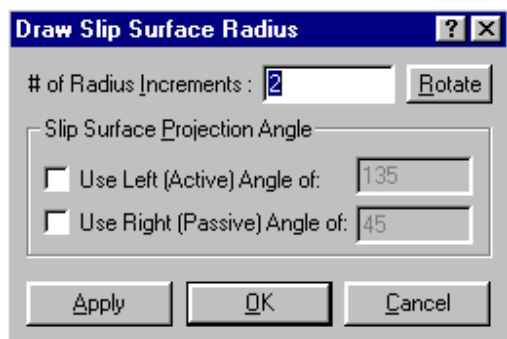 Draw Slip Surface Radius ? ×
# of Radius Increments : 2 Rotate
Slip Surface Projection Angle
Use Left (Active) Angle of: 135
Use Right (Passive) Angle of: 45
Apply OK Cancel